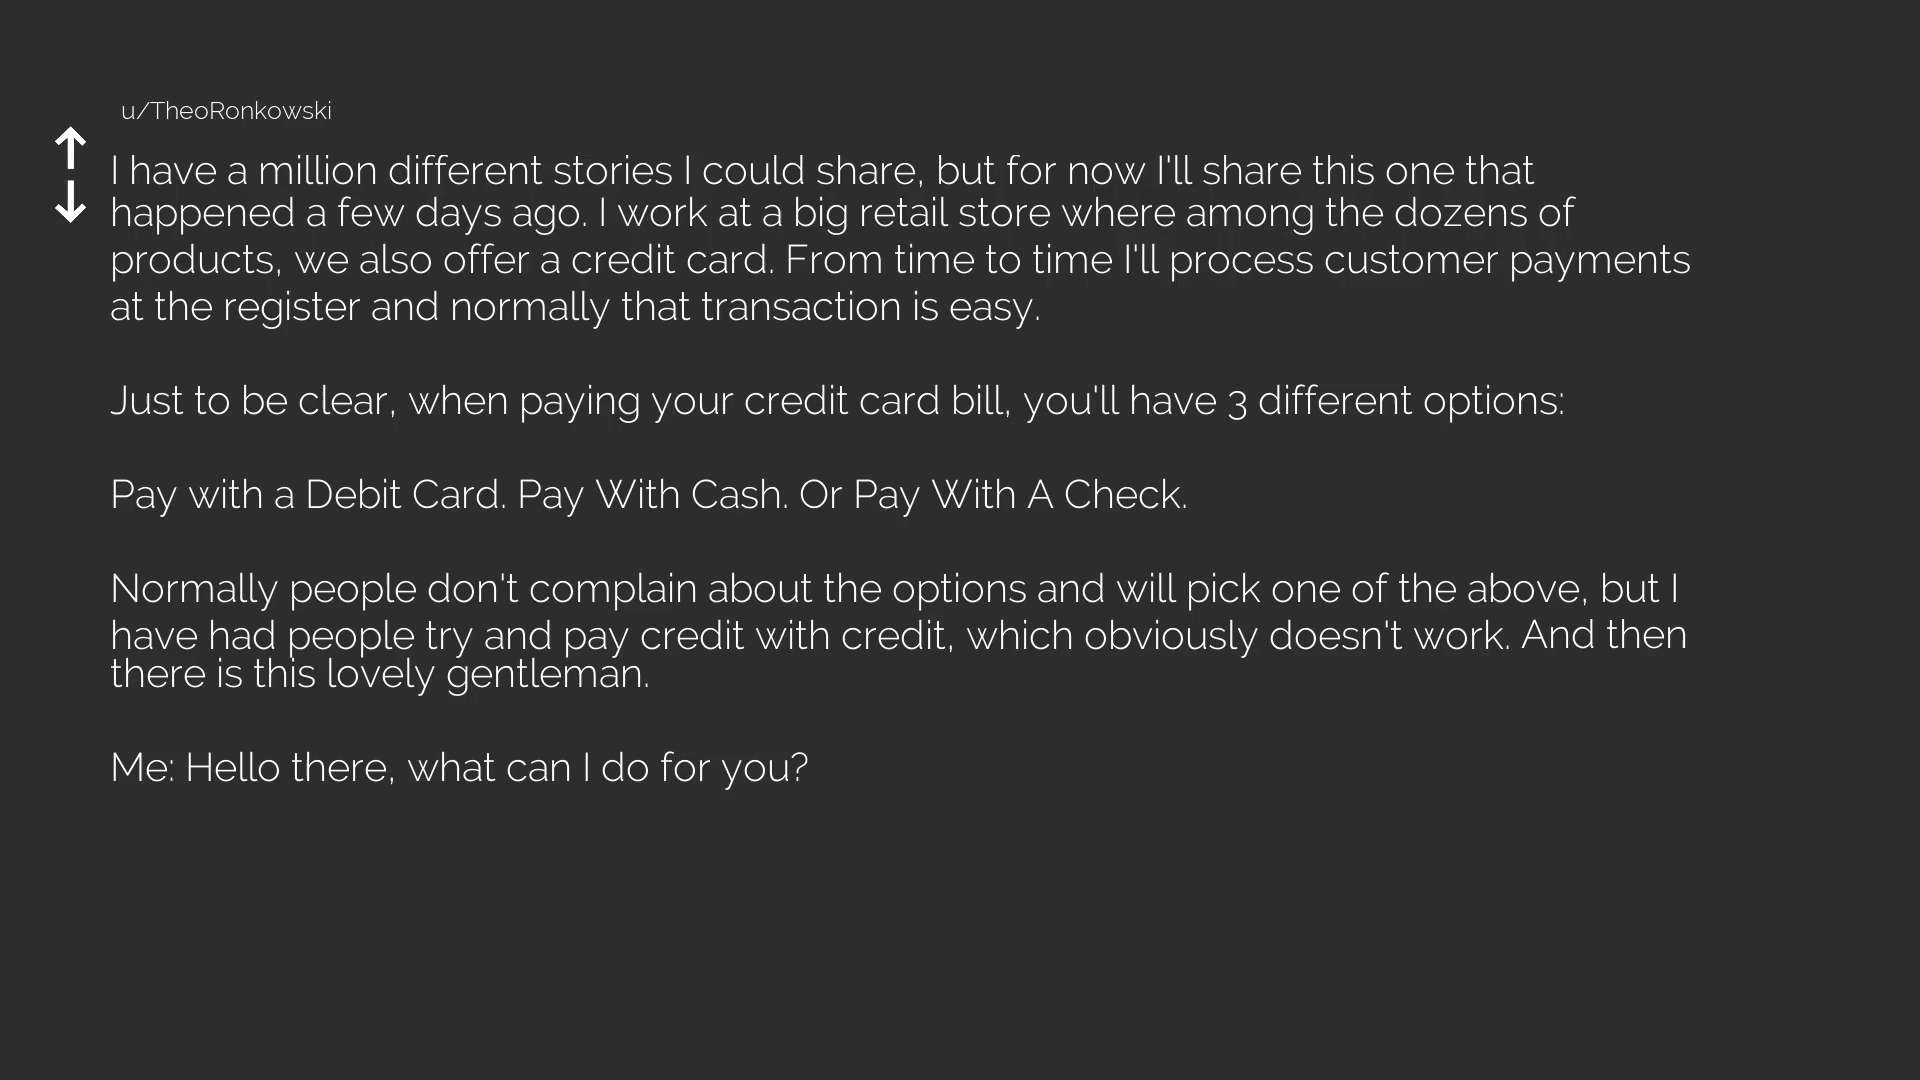 u/TheoRonkowski
I have a million different stories I could share, but for now I'll share this one that
happened a few days ago. I work at a big retail store where among the dozens of
products, we also offer a credit card. From time to time I'll process customer payments
at the register and normally that transaction is easy.
Just to be clear, when paying your credit card bill, you'll have 3 different options:
Pay with a Debit Card. Pay With Cash. Or Pay With A Check.
Normally people don't complain about the options and will pick one of the above, but I
have had people try and pay credit with credit, which obviously doesn't work. And then
there is this lovely gentleman.
Me: Hello there, what can I do for you?